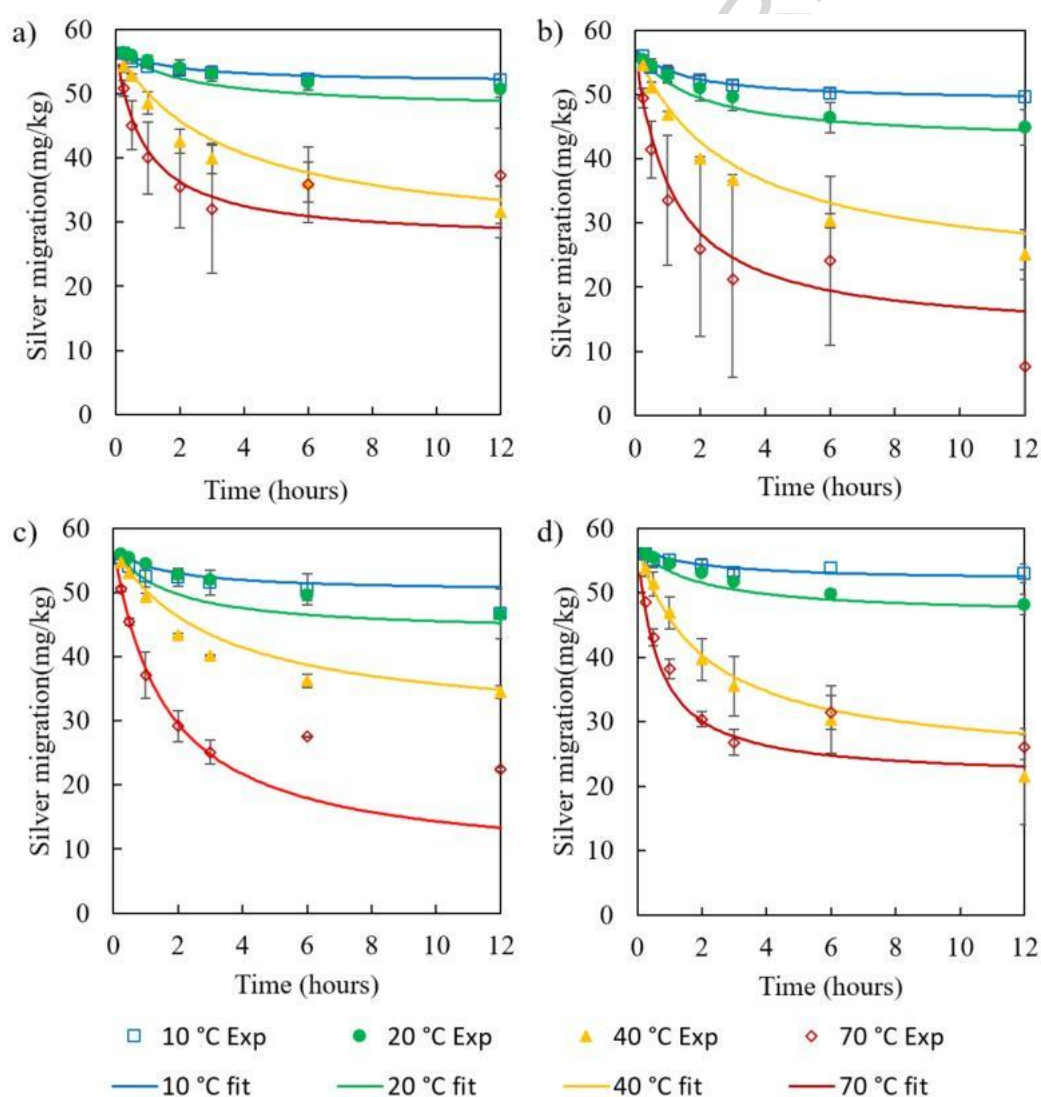 a)
60
50
40
30
20
10
0
Silver migration(mg/kg)
0 2 4 6 8 10 12
Time (hours)
b)
60
50
40
30
20
10
0
Silver migration(mg/kg)
0 2 4 6 8 10 12
Time (hours)
c)
60
50
40
30
20
10
0
Silver migration(mg/kg)
0 2 4 6 8 10 12
Time (hours)
d)
60
50
40
30
20
10
0
Silver migration(mg/kg)
0 2 4 6 8 10 12
Time (hours)
10 °C Exp 20 °C Exp 40 °C Exp 70 °C Exp
10 °C fit 20 °C fit 40 °C fit 70 °C fit